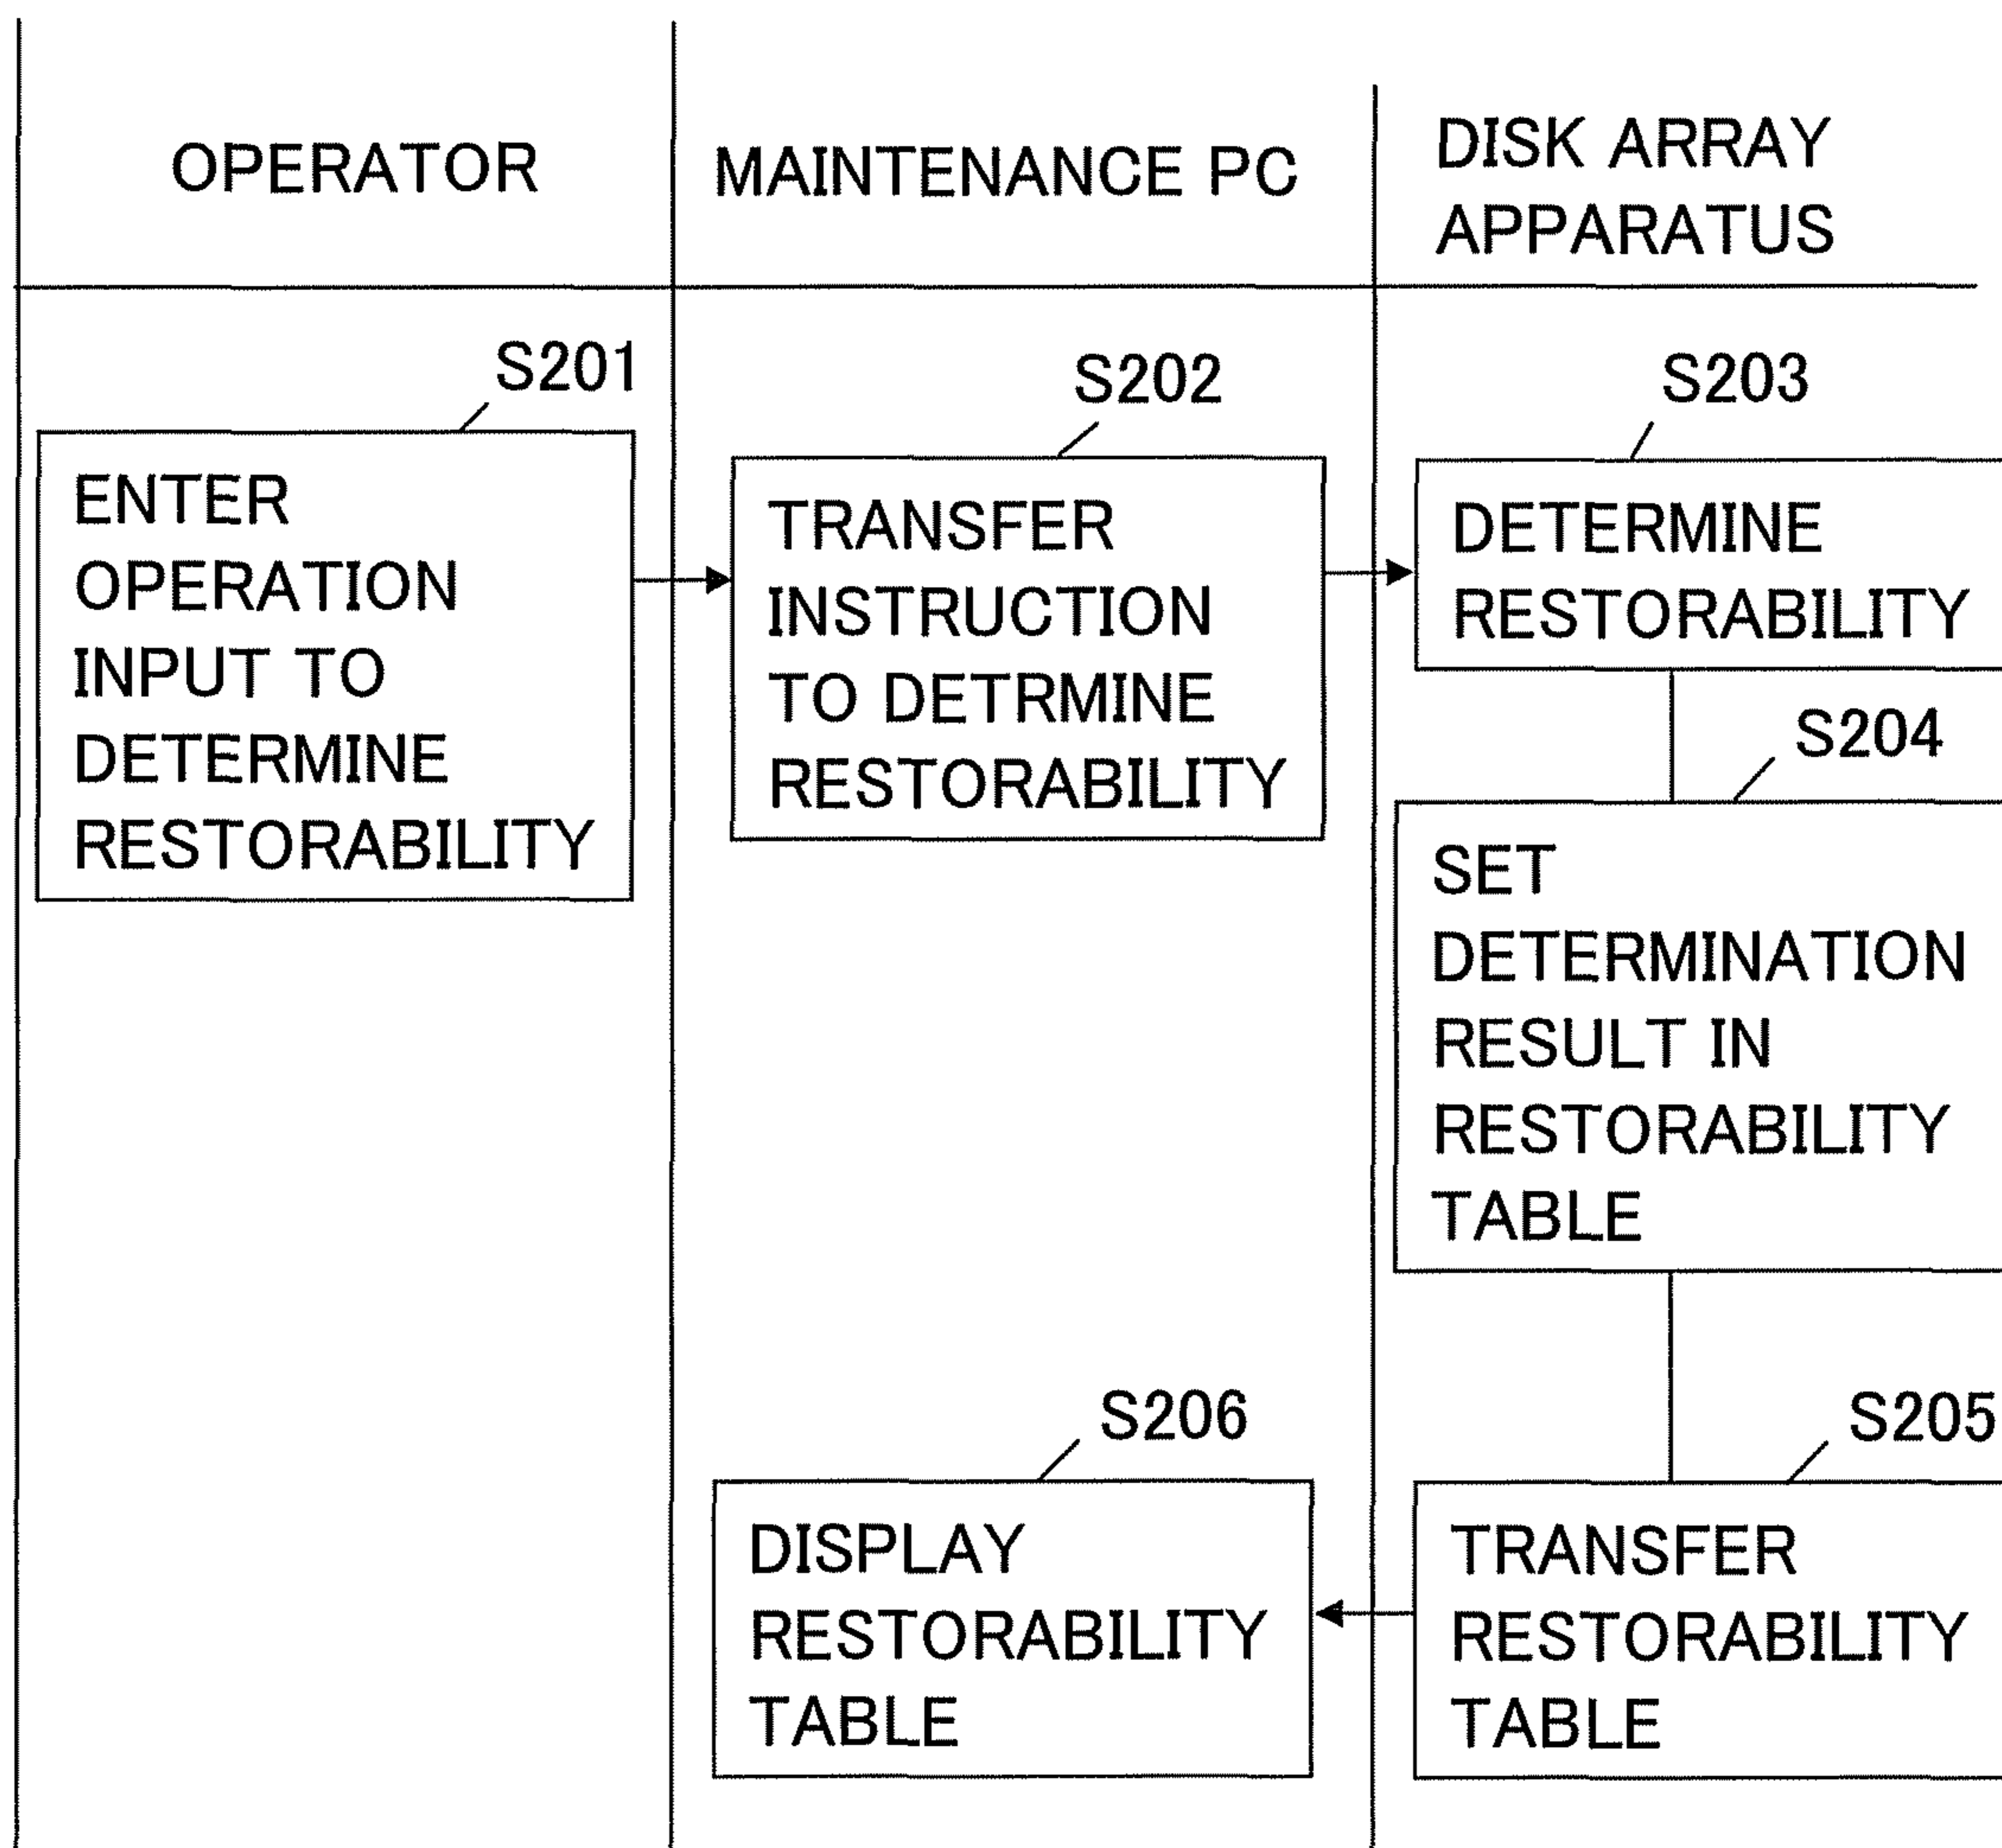 OPERATOR
MAINTENANCE PC
DISK ARRAY
APPARATUS
S201
ENTER
OPERATION
INPUT TO
DETERMINE
RESTORABILITY
S202
TRANSFER
INSTRUCTION
TO DETRMINE
RESTORABILITY
S203
DETERMINE
RESTORABILITY
S204
SET
DETERMINATION
RESULT IN
RESTORABILITY
TABLE
S205
TRANSFER
RESTORABILITY
TABLE
S206
DISPLAY
RESTORABILITY
TABLE